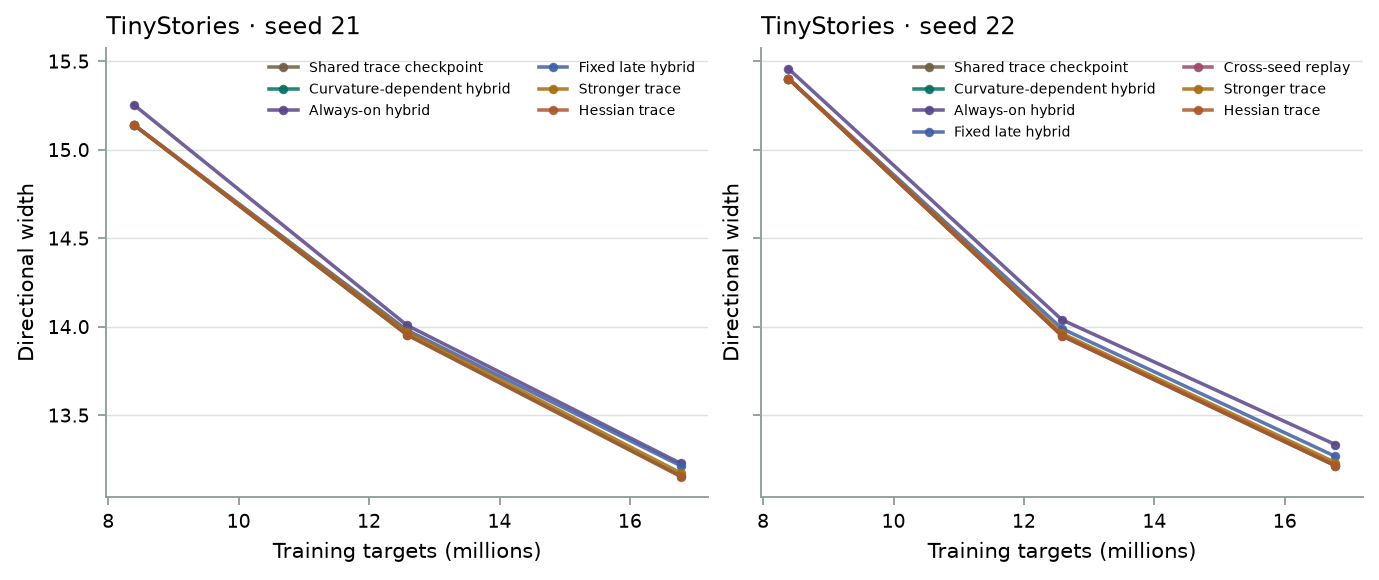 TinyStories · seed 21
Directional width
15.5
15.0
14.5
14.0
13.5
Shared trace checkpoint
Curvature-dependent hybrid
Always-on hybrid
Fixed late hybrid
Stronger trace
Hessian trace
8
10
12
14
16
Training targets (millions)
TinyStories · seed 22
Directional width
Shared trace checkpoint
Curvature-dependent hybrid
Always-on hybrid
Fixed late hybrid
Cross-seed replay
Stronger trace
Hessian trace
8
10
12
14
16
Training targets (millions)